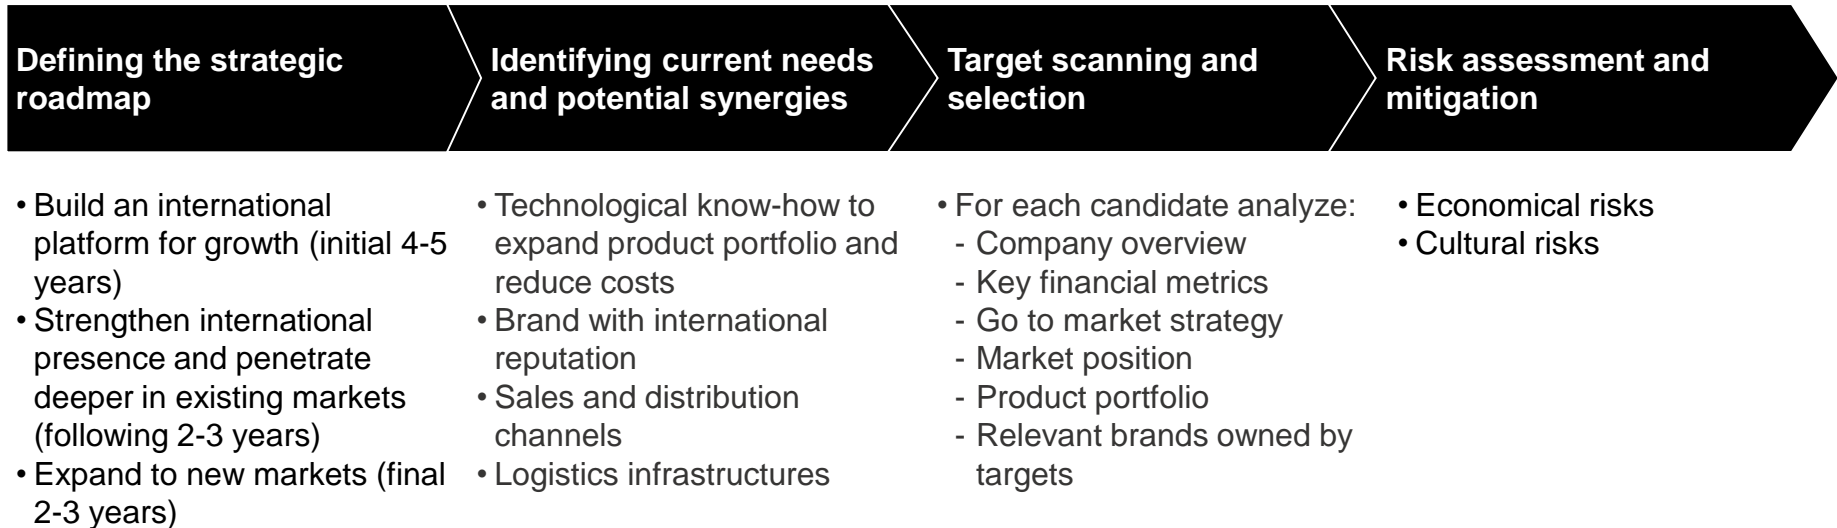 Defining the strategic
roadmap
Identifying current needs
and potential synergies
Target scanning and
selection
Risk assessment and
mitigation
• Build an international
platform for growth (initial 4-5
years)
• Strengthen international
presence and penetrate
deeper in existing markets
(following 2-3 years)
• Expand to new markets (final
2-3 years)
• Technological know-how to
expand product portfolio and
reduce costs
• Brand with international
reputation
• Sales and distribution
channels
• Logistics infrastructures
• For each candidate analyze:
- Company overview
- Key financial metrics
- Go to market strategy
- Market position
- Product portfolio
- Relevant brands owned by
targets
• Economical risks
• Cultural risks